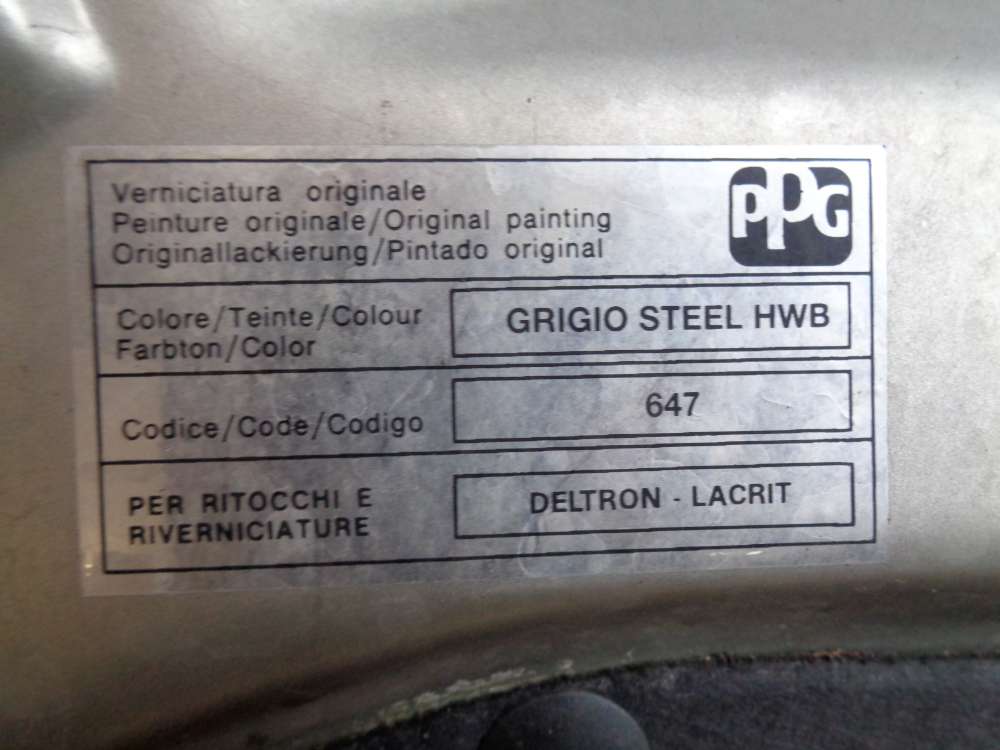 Verniciatura originale
Peinture originale/Original painting
Originallackierung/Pintado original
PPG
Colore/Teinte/Colour
Farbton/Color
GRIGIO STEEL HWB
Codice/Code/Codigo
647
PER RITOCCHI E
RIVERNICIATURE
DELTRON - LACRIT